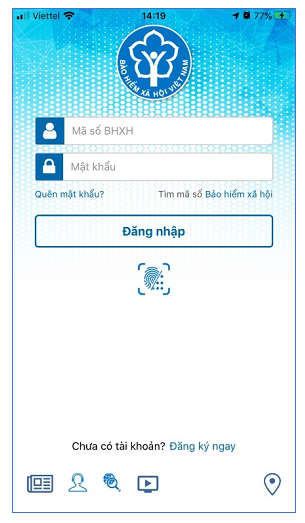 Viettel 14:19 77%
BẢO HIỂM XÃ HỘI VIỆT NAM
Mã số BHXH
Mật khẩu
Quên mật khẩu? Tìm mã số Bảo hiểm xã hội
Đăng nhập
Chưa có tài khoản? Đăng ký ngay